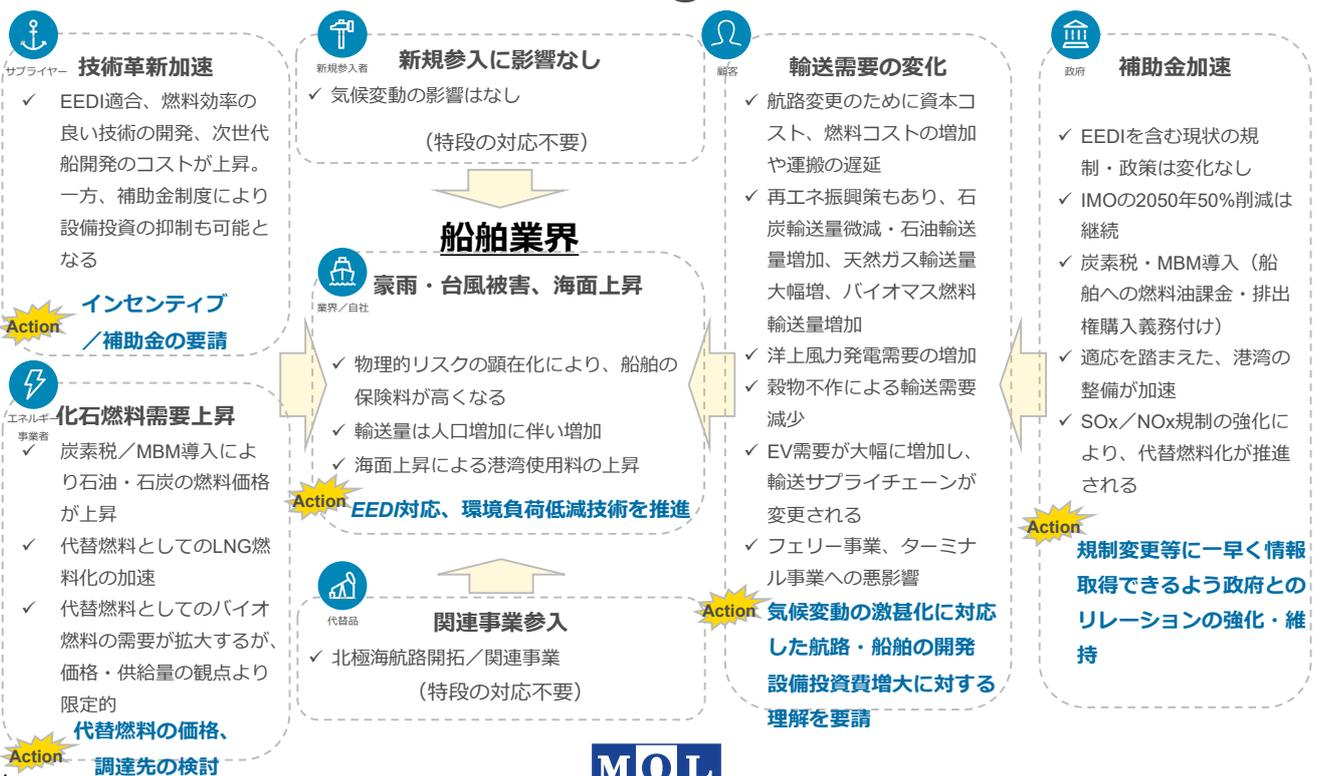 サプライヤー
技術革新加速
✓ EEDI適合、燃料効率の
良い技術の開発、次世代
船開発のコストが上昇。
一方、補助金制度により
設備投資の抑制も可能と
なる
Action
インセンティブ
／補助金の要請
エネルギー
事業者
化石燃料需要上昇
✓ 炭素税／MBM導入によ
り石油・石炭の燃料価格
が上昇
✓ 代替燃料としてのLNG燃
料化の加速
✓ 代替燃料としてのバイオ
燃料の需要が拡大するが、
価格・供給量の観点より
限定的
Action
代替燃料の価格、
調達先の検討
新規参入者
新規参入に影響なし
✓ 気候変動の影響はなし
（特段の対応不要）
船舶業界
業界／自社
豪雨・台風被害、海面上昇
✓ 物理的リスクの顕在化により、船舶の
保険料が高くなる
✓ 輸送量は人口増加に伴い増加
✓ 海面上昇による港湾使用料の上昇
Action
EEDI対応、環境負荷低減技術を推進
代替品
関連事業参入
✓ 北極海航路開拓／関連事業
（特段の対応不要）
顧客
輸送需要の変化
✓ 航路変更のために資本コ
スト、燃料コストの増加
や運搬の遅延
✓ 再エネ振興策もあり、石
炭輸送量微減・石油輸送
量増加、天然ガス輸送量
大幅増、バイオマス燃料
輸送量増加
✓ 洋上風力発電需要の増加
✓ 穀物不作による輸送需要
減少
✓ EV需要が大幅に増加し、
輸送サプライチェーンが
変更される
✓ フェリー事業、ターミナ
ル事業への悪影響
Action
気候変動の激甚化に対応
した航路・船舶の開発
設備投資費増大に対する
理解を要請
政府
補助金加速
✓ EEDIを含む現状の規
制・政策は変化なし
✓ IMOの2050年50%削減は
継続
✓ 炭素税・MBM導入（船
舶への燃料油課金・排出
権購入義務付け）
✓ 適応を踏まえた、港湾の
整備が加速
✓ SOx／NOx規制の強化に
より、代替燃料化が推進
される
Action
規制変更等に一早く情報
取得できるよう政府との
リレーションの強化・維
持
MOL